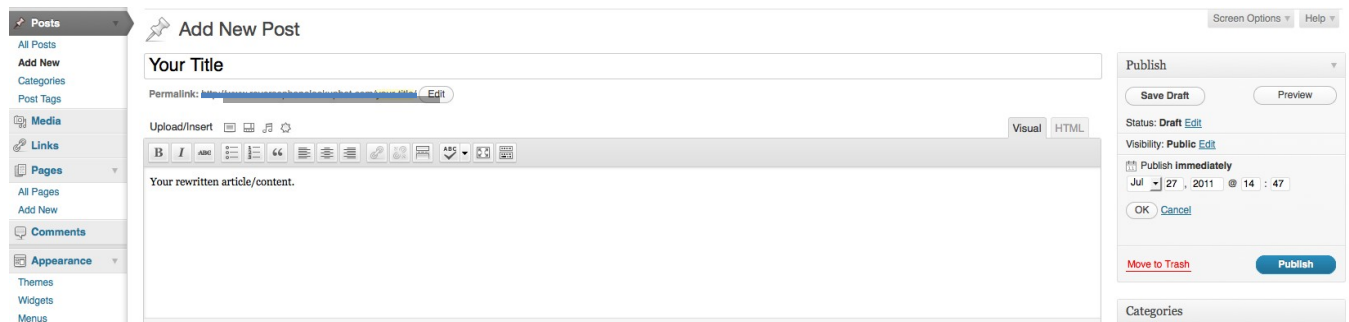 Posts
All Posts
Add New
Categories
Post Tags
Media
Links
Pages
All Pages
Add New
Comments
Appearance
Themes
Widgets
Menus
Add New Post
Screen Options Help
Your Title
Permalink: Edit
Upload/Insert
Visual HTML
B I ABC ABC
Your rewritten article/content.
Publish
Save Draft Preview
Status: Draft Edit
Visibility: Public Edit
Publish immediately
Jul 27 , 2011 @ 14 : 47
OK Cancel
Move to Trash Publish
Categories